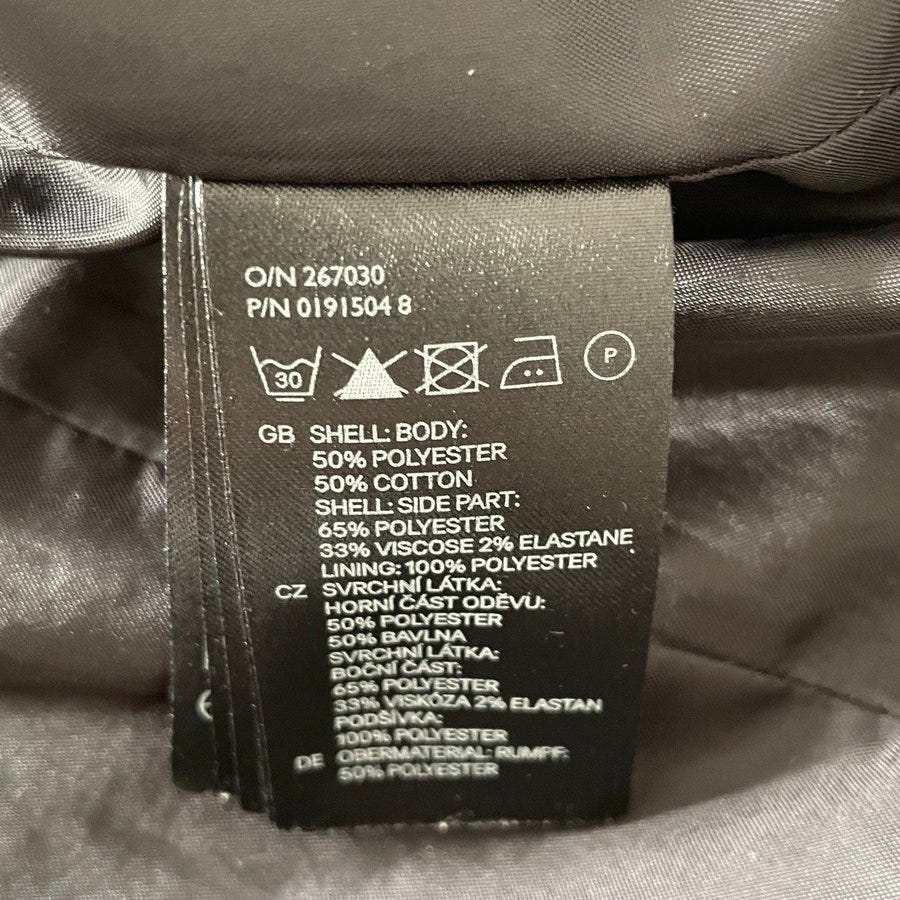 O/N 267030
P/N 0191504 8
30 P
GB SHELL: BODY:
50% POLYESTER
50% COTTON
SHELL: SIDE PART:
65% POLYESTER
33% VISCOSE 2% ELASTANE
LINING: 100% POLYESTER
CZ SVRCHNÍ LÁTKA:
HORNÍ ČÁST ODĚVU:
50% POLYESTER
50% BAVLNA
SVRCHNÍ LÁTKA:
BOČNÍ ČÁST:
65% POLYESTER
33% VISKÓZA 2% ELASTAN
PODŠÍVKA:
100% POLYESTER
DE OBERMATERIAL: RUMPF:
50% POLYESTER